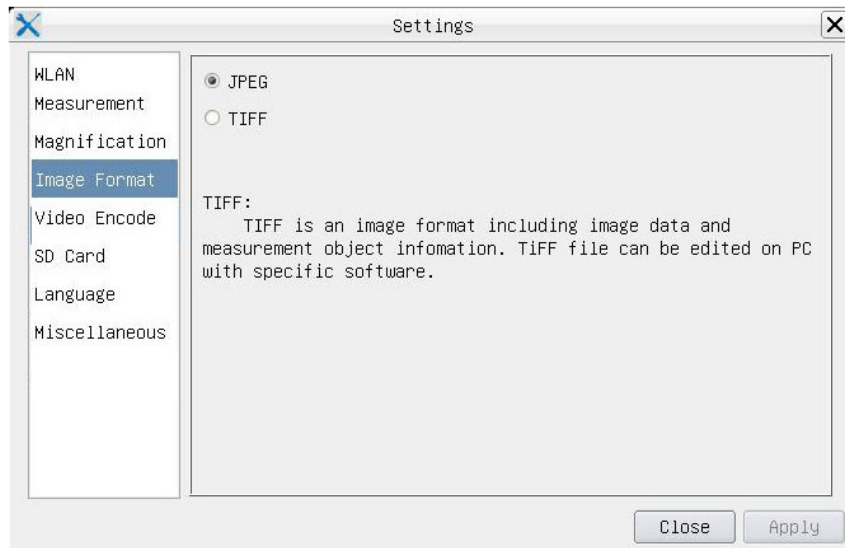 Settings
WLAN
Measurement
Magnification
Image Format
Video Encode
SD Card
Language
Miscellaneous
JPEG
TIFF
TIFF:
TIFF is an image format including image data and
measurement object infomation. TiFF file can be edited on PC
with specific software.
Close
Apply